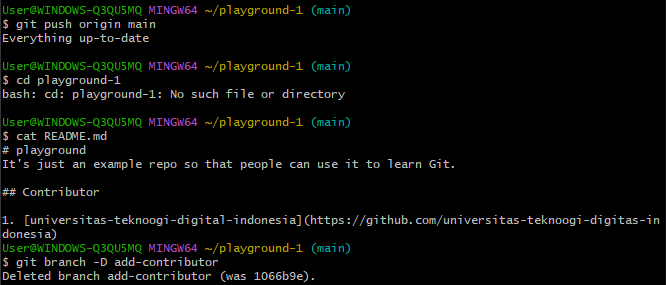 User@WINDOWS-Q3QU5MQ MINGW64 ~/playground-1 (main)
$ git push origin main
Everything up-to-date
User@WINDOWS-Q3QU5MQ MINGW64 ~/playground-1 (main)
$ cd playground-1
bash: cd: playground-1: No such file or directory
User@WINDOWS-Q3QU5MQ MINGW64 ~/playground-1 (main)
$ cat README.md
# playground
It's just an example repo so that people can use it to learn Git.
## Contributor
1. [universitas-teknoogi-digital-indonesia](https://github.com/universitas-teknoogi-digitas-in
donesia)
User@WINDOWS-Q3QU5MQ MINGW64 ~/playground-1 (main)
$ git branch -D add-contributor
Deleted branch add-contributor (was 1066b9e).